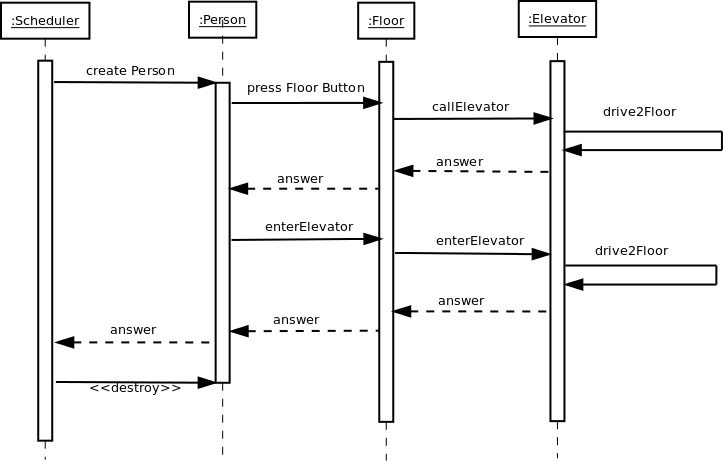 :Scheduler
:Person
:Floor
:Elevator
create Person
press Floor Button
callElevator
drive2Floor
answer
answer
enterElevator
enterElevator
drive2Floor
answer
answer
answer
<<destroy>>